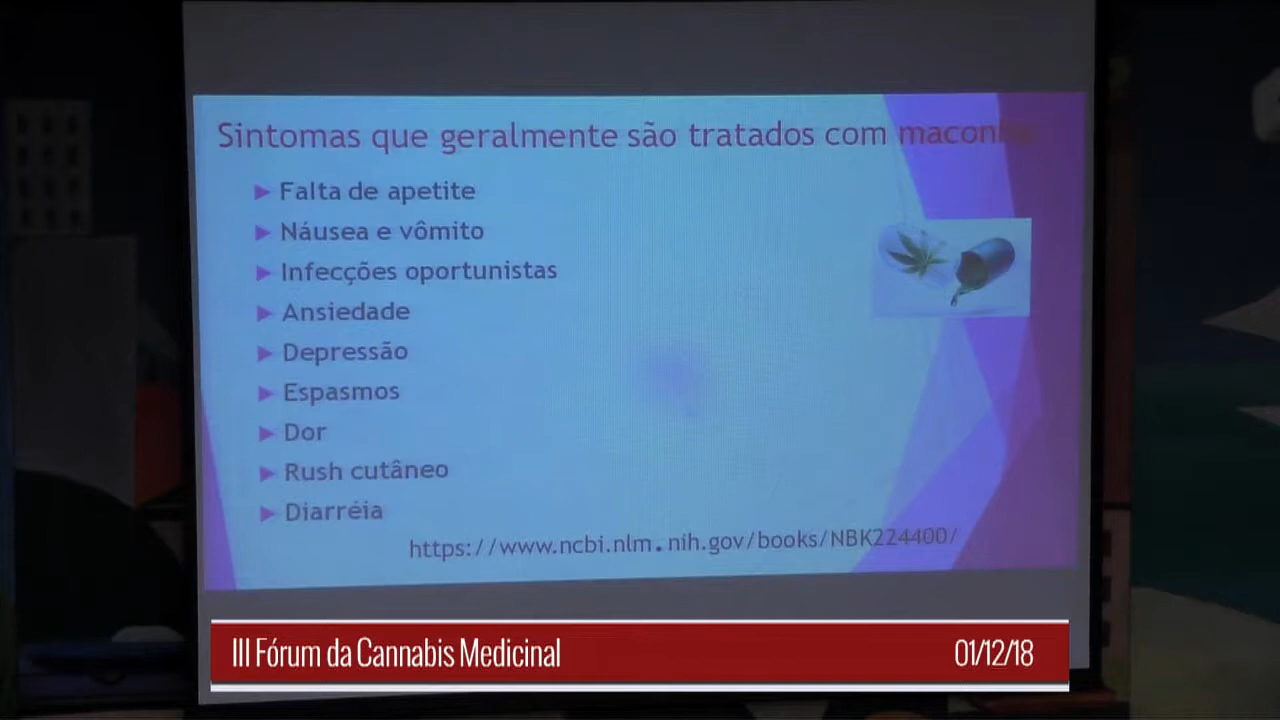 Sintomas que geralmente são tratados com maconha
► Falta de apetite
► Náusea e vômito
► Infecções oportunistas
► Ansiedade
► Depressão
► Espasmos
► Dor
► Rush cutâneo
► Diarréia
https://www.ncbi.nlm.nih.gov/books/NBK224400/
III Fórum da Cannabis Medicinal
01/12/18